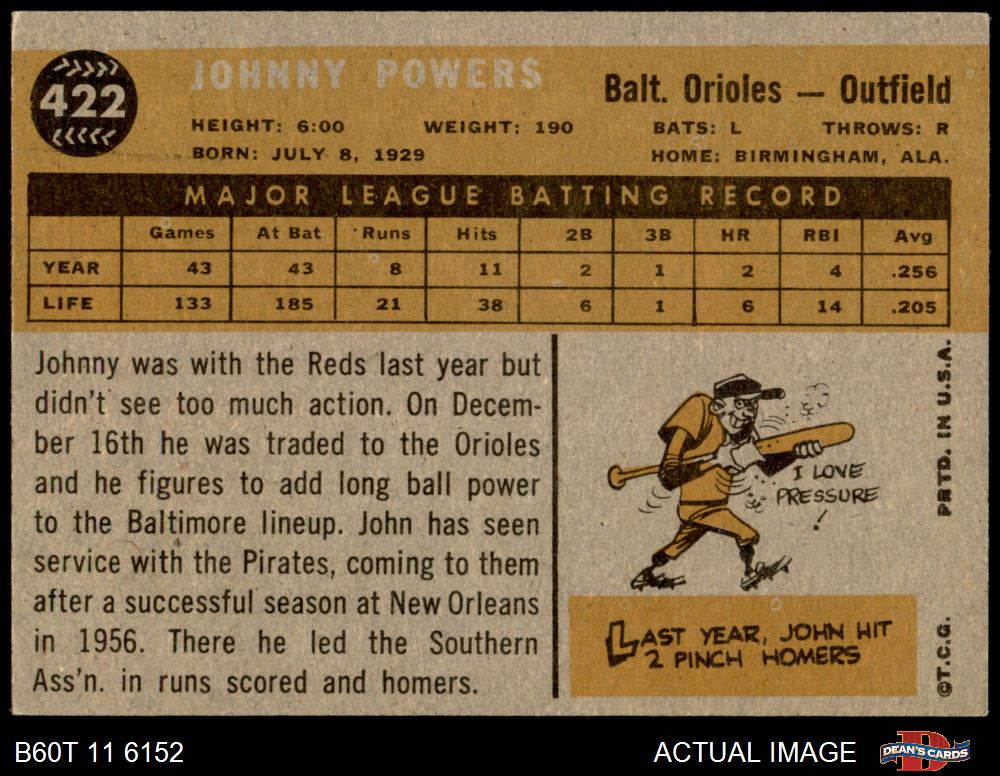 422
JOHNNY POWERS
Balt. Orioles — Outfield
HEIGHT: 6:00 WEIGHT: 190 BATS: L THROWS: R
BORN: JULY 8, 1929 HOME: BIRMINGHAM, ALA.
MAJOR LEAGUE BATTING RECORD
Games At Bat Runs Hits 2B 3B HR RBI Avg
YEAR 43 43 8 11 2 1 2 4 .256
LIFE 133 185 21 38 6 1 6 14 .205
Johnny was with the Reds last year but
didn't see too much action. On Decem-
ber 16th he was traded to the Orioles
and he figures to add long ball power
to the Baltimore lineup. John has seen
service with the Pirates, coming to them
after a successful season at New Orleans
in 1956. There he led the Southern
Ass'n. in runs scored and homers.
I LOVE
PRESSURE
!
LAST YEAR, JOHN HIT
2 PINCH HOMERS
©T.C.G. PRTD. IN U.S.A.
B60T 11 6152 ACTUAL IMAGE DEAN'S CARDS